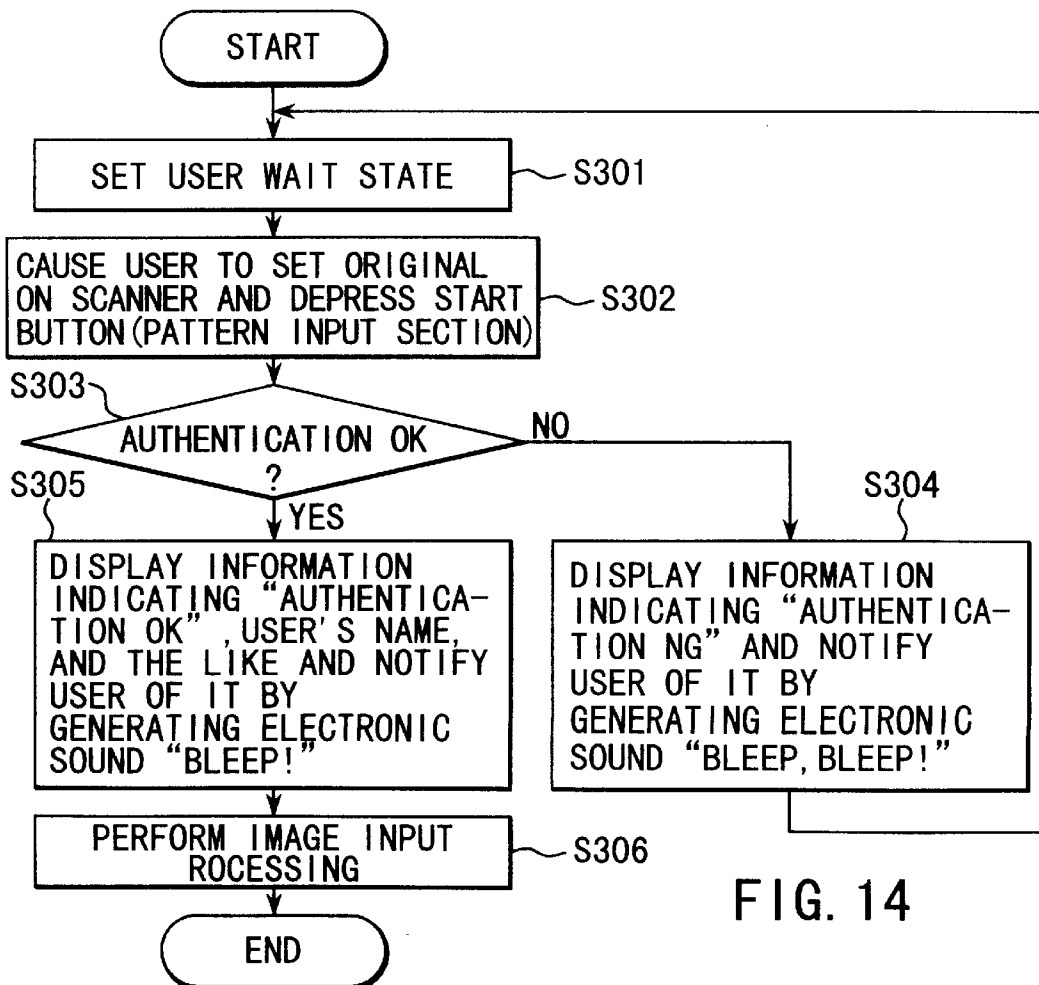 START
SET USER WAIT STATE
S301
CAUSE USER TO SET ORIGINAL
ON SCANNER AND DEPRESS START
BUTTON(PATTERN INPUT SECTION)
S302
S303
AUTHENTICATION OK
?
NO
YES
S305
DISPLAY INFORMATION
INDICATING “AUTHENTICA-
TION OK” ,USER'S NAME,
AND THE LIKE AND NOTIFY
USER OF IT BY
GENERATING ELECTRONIC
SOUND “BLEEP!”
S304
DISPLAY INFORMATION
INDICATING “AUTHENTICA-
TION NG” AND NOTIFY
USER OF IT BY
GENERATING ELECTRONIC
SOUND “BLEEP,BLEEP!”
PERFORM IMAGE INPUT
ROCESSING
S306
END
FIG. 14